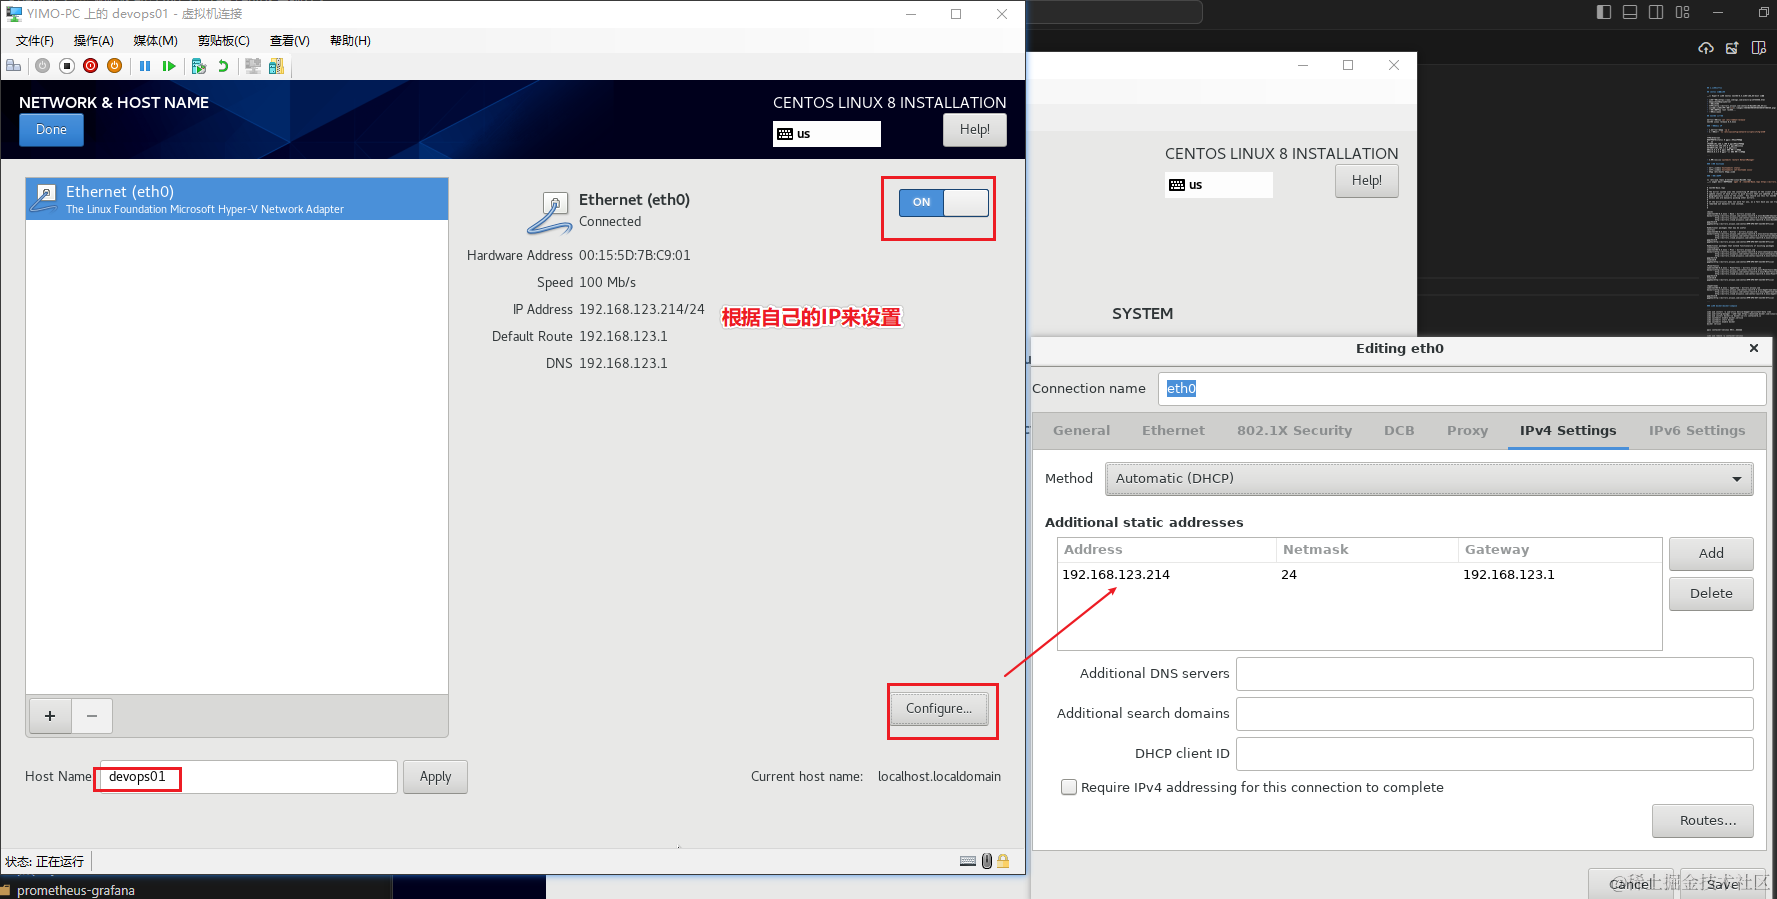 YIMO-PC 上的 devops01 - 虚拟机连接
文件(F) 操作(A) 媒体(M) 剪贴板(C) 查看(V) 帮助(H)
NETWORK & HOST NAME
CENTOS LINUX 8 INSTALLATION
Done
us
Help!
Ethernet (eth0)
The Linux Foundation Microsoft Hyper-V Network Adapter
Ethernet (eth0)
Connected
ON
Hardware Address 00:15:5D:7B:C9:01
Speed 100 Mb/s
IP Address 192.168.123.214/24
根据自己的IP来设置
Default Route 192.168.123.1
DNS 192.168.123.1
+ −
Configure...
Host Name devops01
Apply
Current host name: localhost.localdomain
状态: 正在运行
prometheus-grafana
CENTOS LINUX 8 INSTALLATION
us
Help!
SYSTEM
Editing eth0
Connection name eth0
General Ethernet 802.1X Security DCB Proxy IPv4 Settings IPv6 Settings
Method Automatic (DHCP)
Additional static addresses
Address Netmask Gateway
192.168.123.214 24 192.168.123.1
Add
Delete
Additional DNS servers
Additional search domains
DHCP client ID
Require IPv4 addressing for this connection to complete
Routes...
Cancel Save
@稀土掘金技术社区